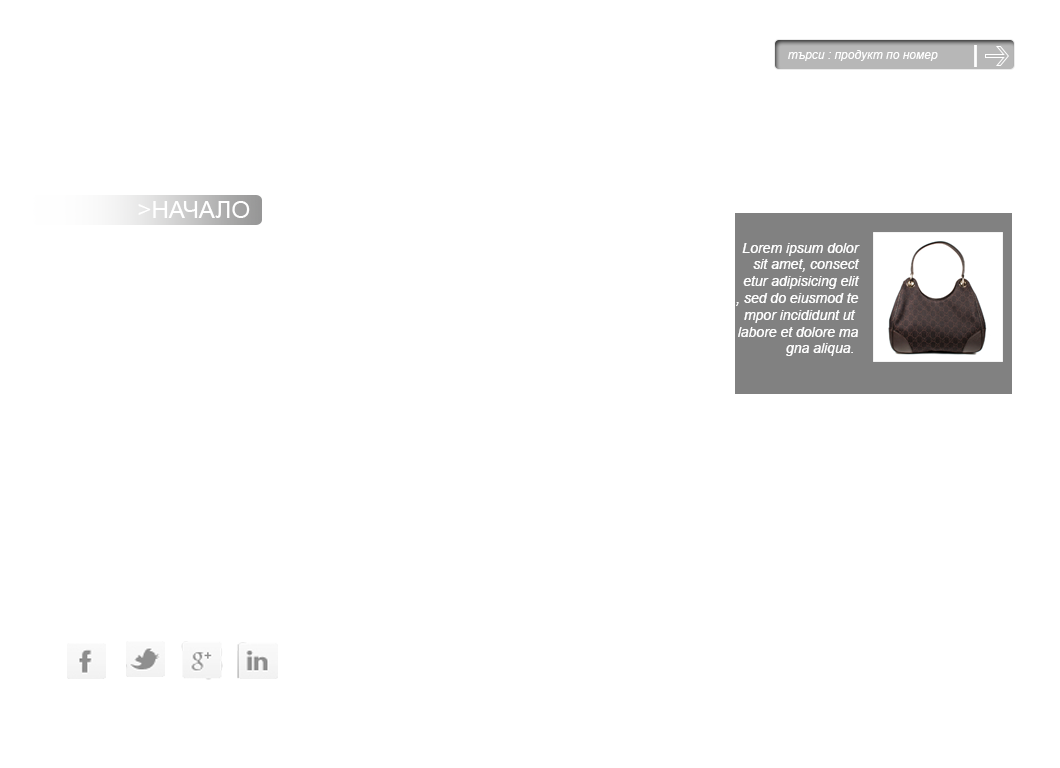 търси : продукт по номер
>НАЧАЛО
Lorem ipsum dolor
sit amet, consect
etur adipisicing elit
, sed do eiusmod te
mpor incididunt ut
labore et dolore ma
gna aliqua.
f
g+
in